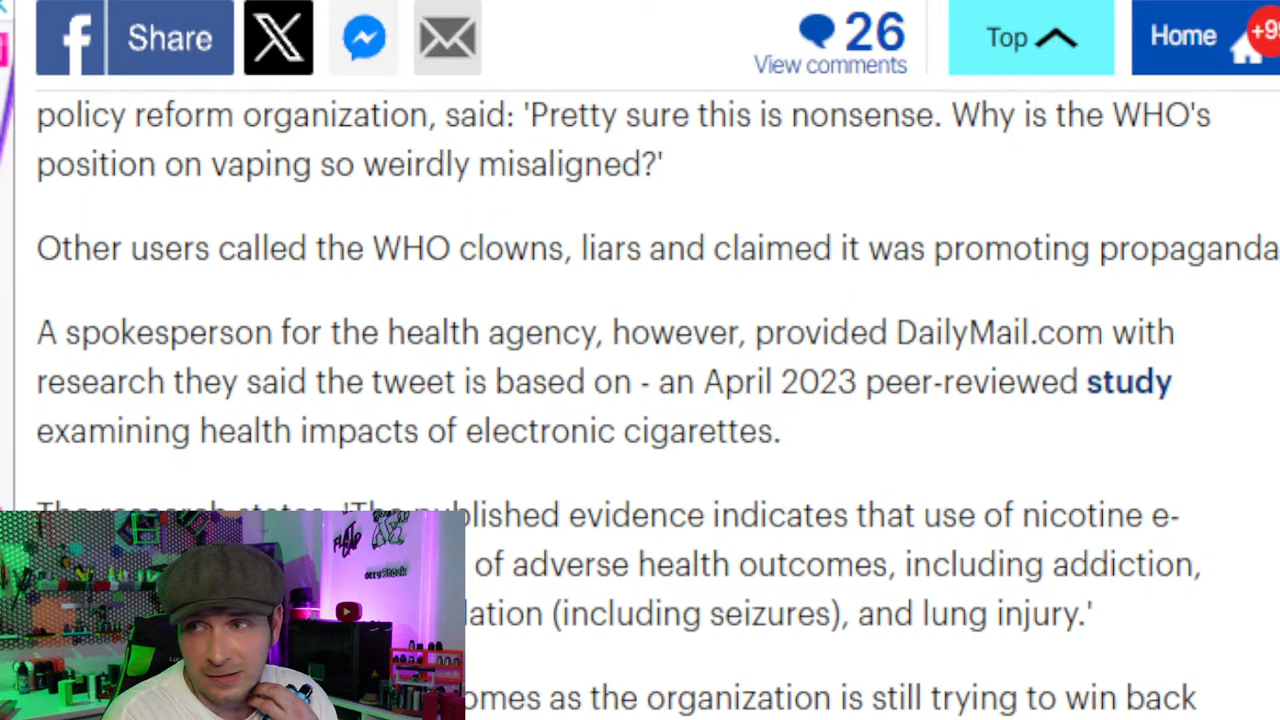 Share
26
View comments
Top
Home
+99
policy reform organization, said: 'Pretty sure this is nonsense. Why is the WHO's
position on vaping so weirdly misaligned?'
Other users called the WHO clowns, liars and claimed it was promoting propaganda
A spokesperson for the health agency, however, provided DailyMail.com with
research they said the tweet is based on - an April 2023 peer-reviewed study
examining health impacts of electronic cigarettes.
published evidence indicates that use of nicotine e-
of adverse health outcomes, including addiction,
(including seizures), and lung injury.'
as the organization is still trying to win back